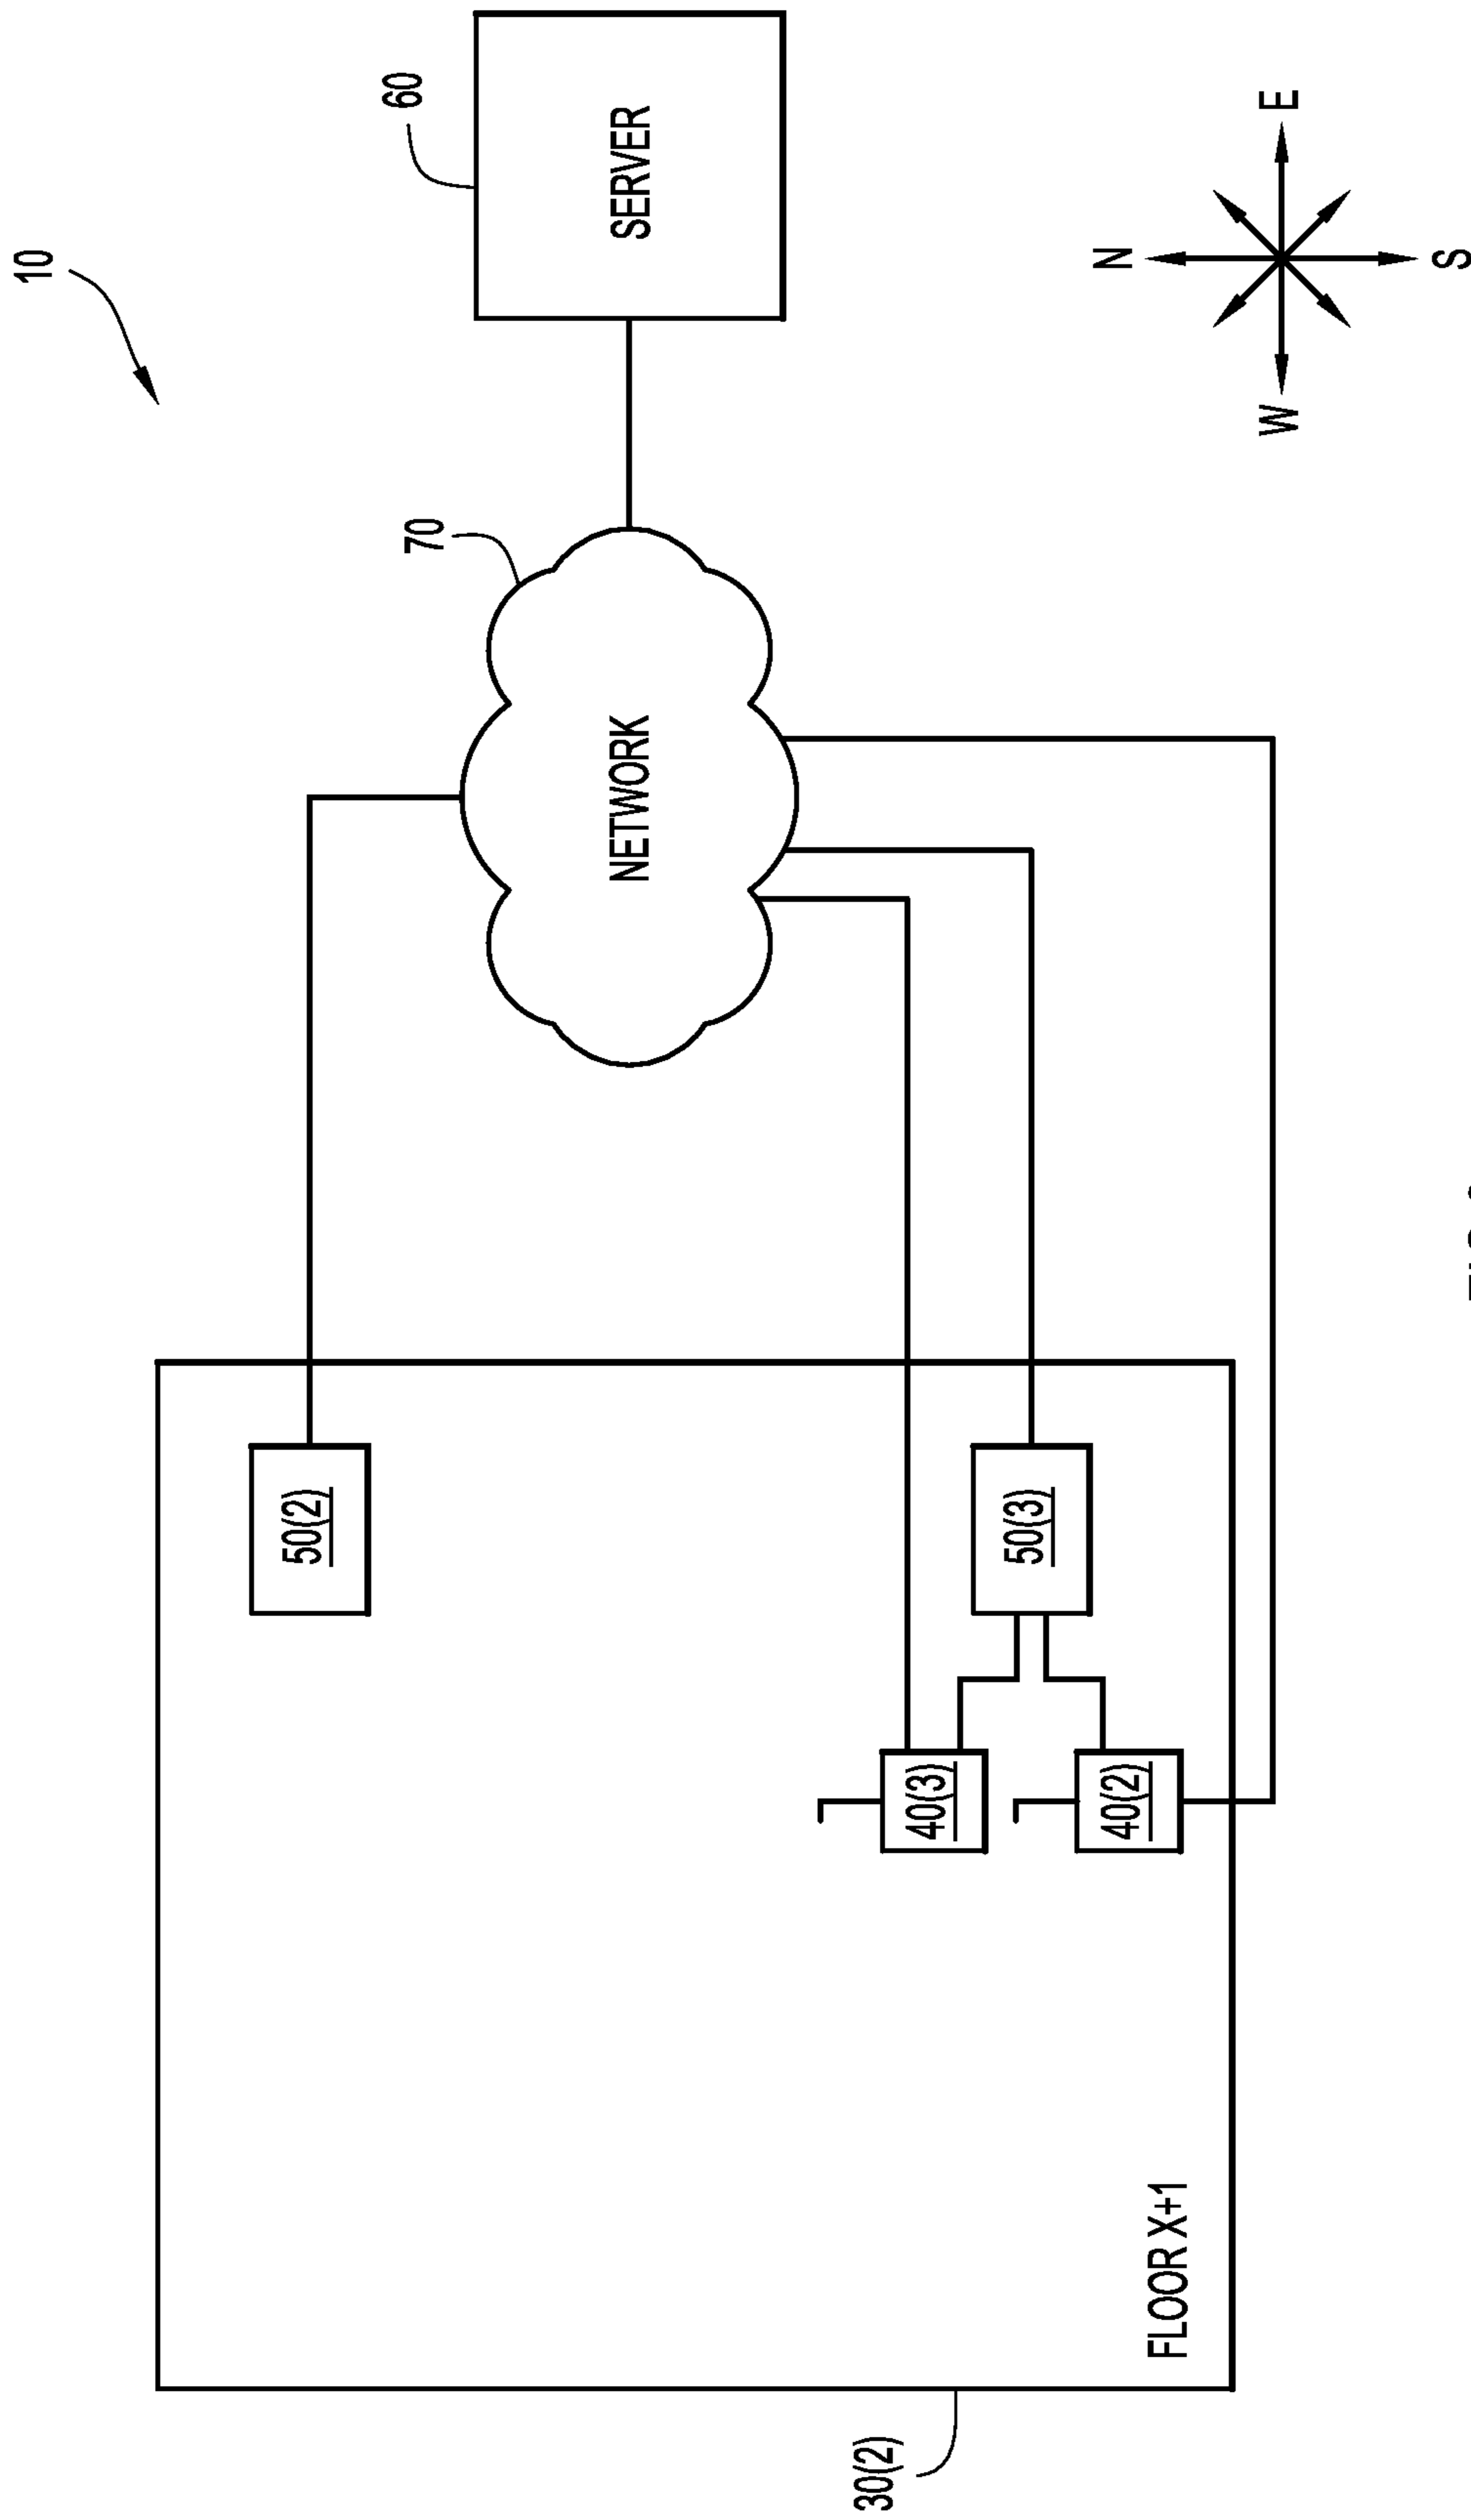 10
60
SERVER
70
NETWORK
N
W
E
S
50(2)
50(3)
40(3)
40(2)
FLOOR X+1
30(2)